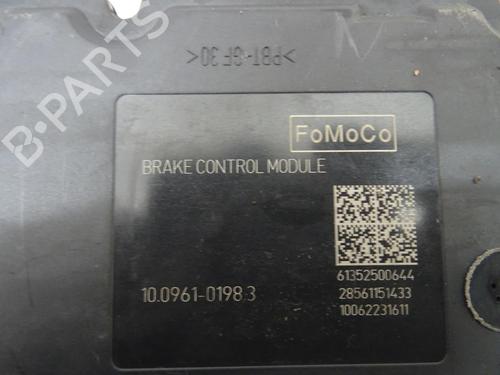 >PBT-GF30<
FoMoCo
BRAKE CONTROL MODULE
61352500644
10.0961-0198.3
28561151433
10062231611
B-PARTS